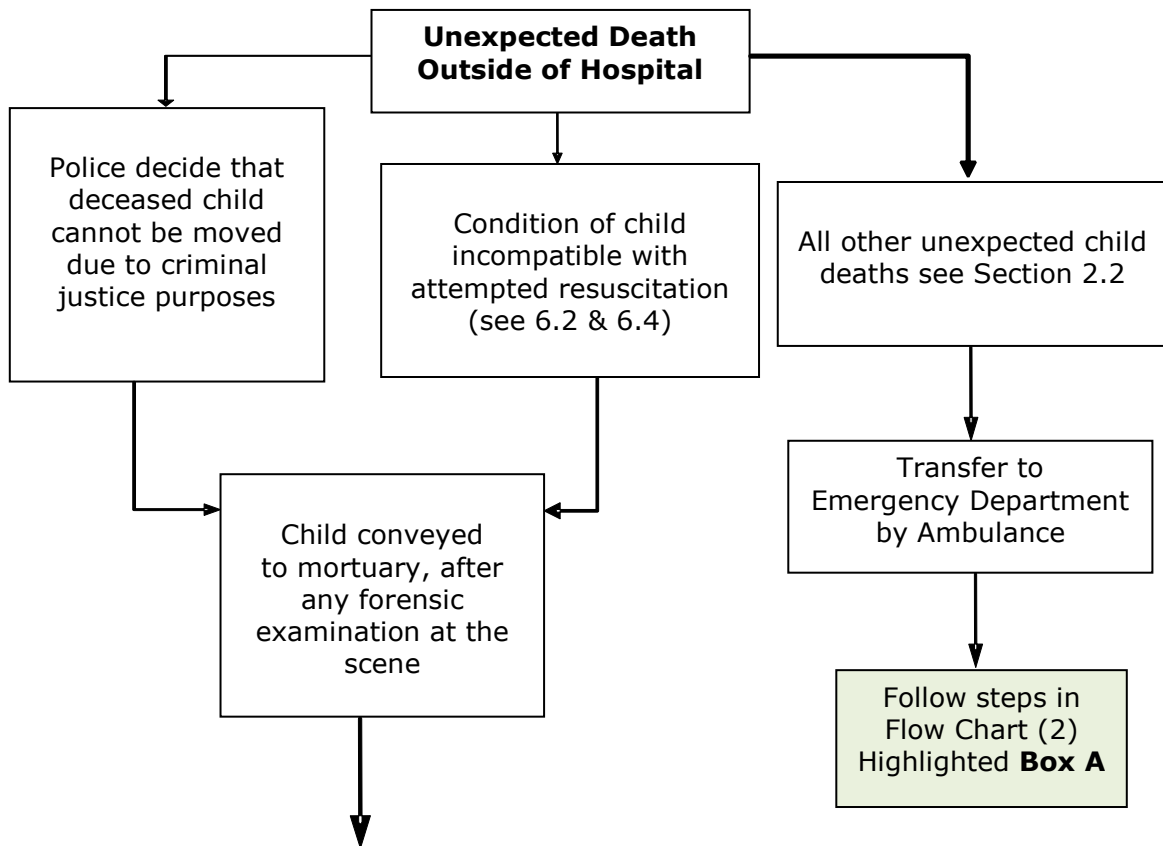 Unexpected Death
Outside of Hospital
Police decide that
deceased child
cannot be moved
due to criminal
justice purposes
Condition of child
incompatible with
attempted resuscitation
(see 6.2 & 6.4)
All other unexpected child
deaths see Section 2.2
Transfer to
Emergency Department
by Ambulance
Child conveyed
to mortuary, after
any forensic
examination at the
scene
Follow steps in
Flow Chart (2)
Highlighted Box A